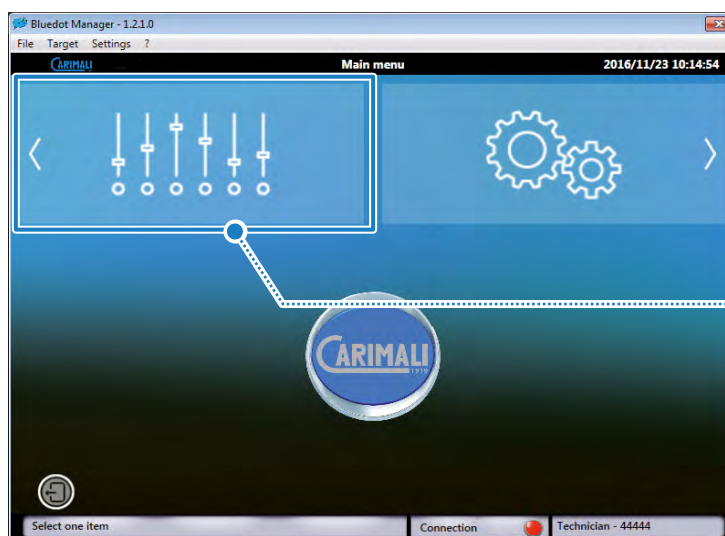 Bluedot Manager - 1.2.1.0
File Target Settings ?
CARIMALI Main menu 2016/11/23 10:14:54
CARIMALI
1919
Select one item Connection Technician - 44444